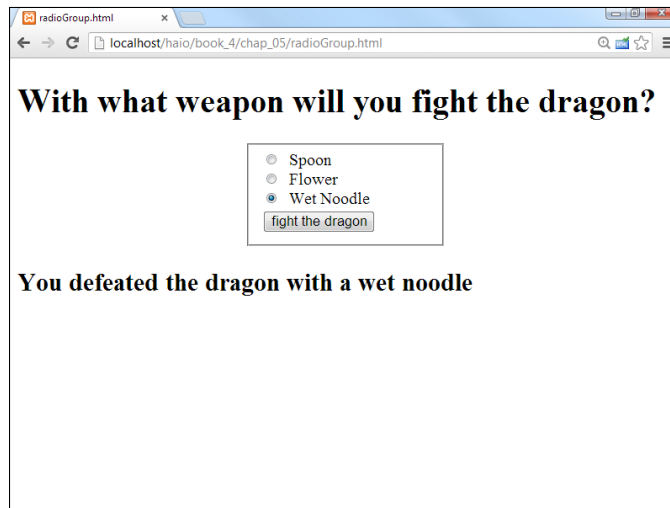 radioGroup.html
localhost/haio/book_4/chap_05/radioGroup.html
With what weapon will you fight the dragon?
Spoon
Flower
Wet Noodle
fight the dragon
You defeated the dragon with a wet noodle